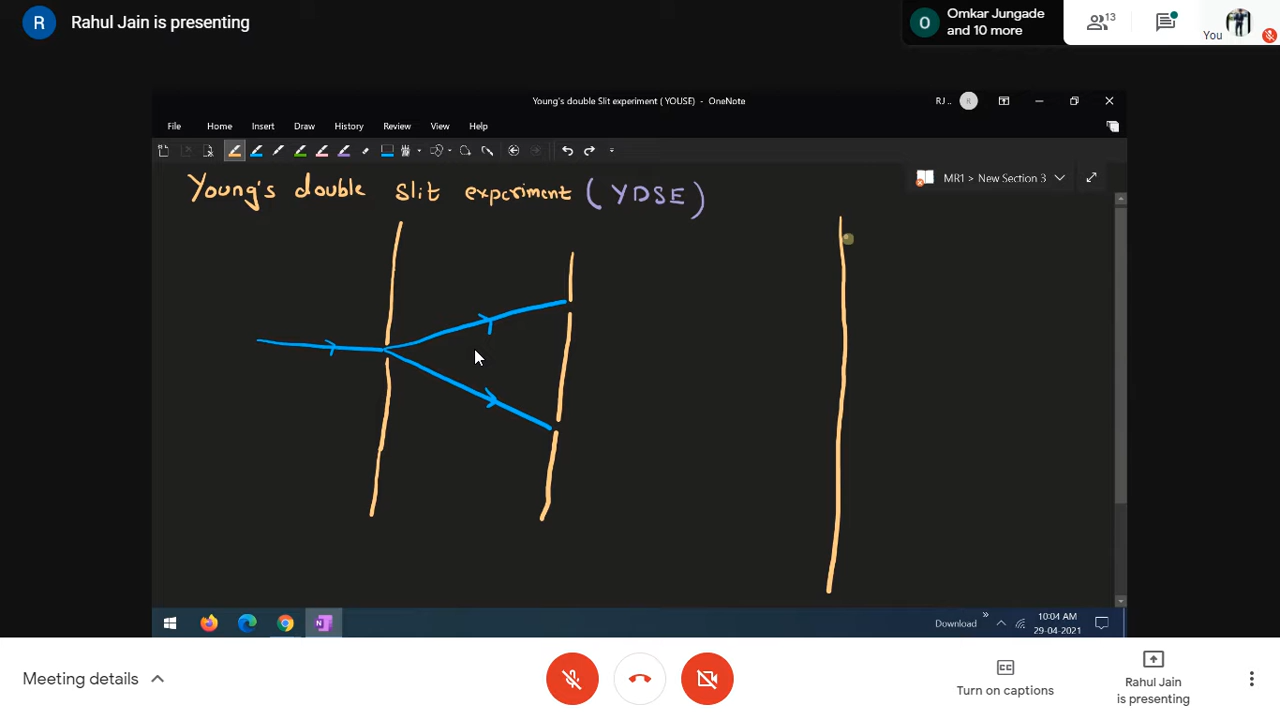 R Rahul Jain is presenting
O Omkar Jungade and 10 more
13
You
Young's double Slit experiment ( YOUSE) - OneNote
RJ ..
File Home Insert Draw History Review View Help
MR1 > New Section 3
Young's double slit experiment (YDSE)
Download
10:04 AM
29-04-2021
Meeting details
Turn on captions
Rahul Jain
is presenting